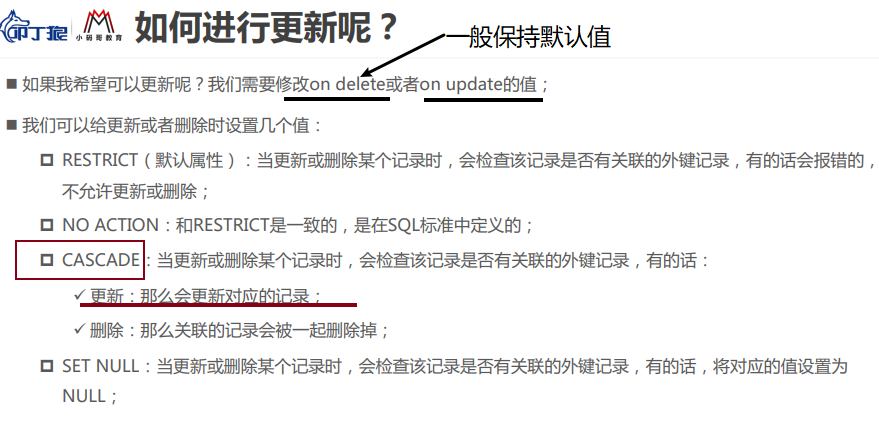 叩丁狼
小码哥教育
如何进行更新呢？
一般保持默认值
如果我希望可以更新呢？我们需要修改on delete或者on update的值；
我们可以给更新或者删除时设置几个值：
RESTRICT（默认属性）：当更新或删除某个记录时，会检查该记录是否有关联的外键记录，有的话会报错的，
不允许更新或删除；
NO ACTION：和RESTRICT是一致的，是在SQL标准中定义的；
CASCADE：当更新或删除某个记录时，会检查该记录是否有关联的外键记录，有的话：
更新：那么会更新对应的记录；
删除：那么关联的记录会被一起删除掉；
SET NULL：当更新或删除某个记录时，会检查该记录是否有关联的外键记录，有的话，将对应的值设置为
NULL；